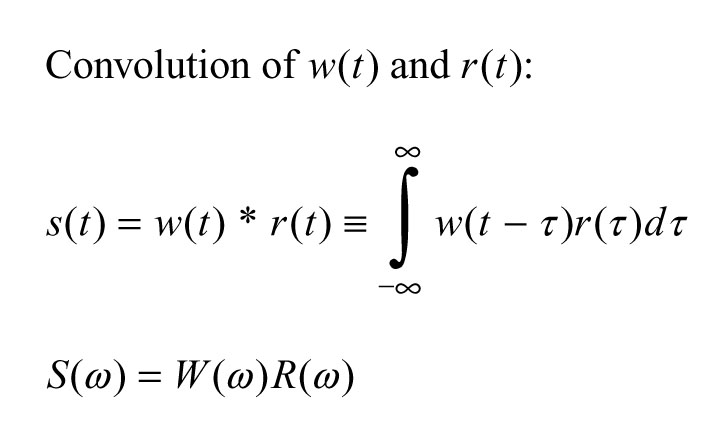 Convolution of w(t) and r(t):
s(t) = w(t) * r(t) ≡ ∫_{−∞}^{∞} w(t − τ)r(τ)dτ
S(ω) = W(ω)R(ω)